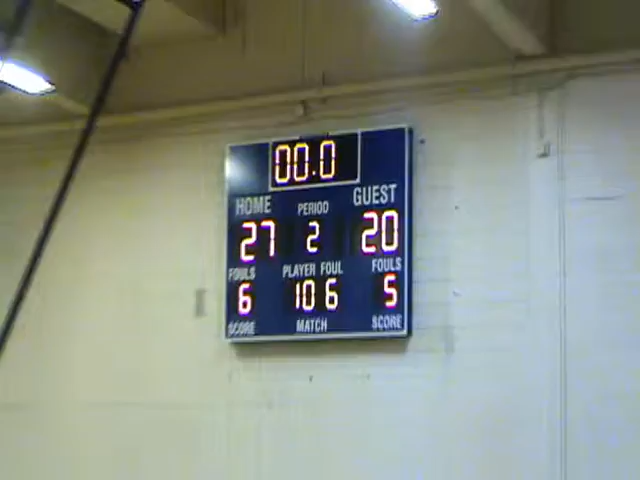 00.0
HOME PERIOD GUEST
27 2 20
FOULS PLAYER FOUL FOULS
6 10 6 5
SCORE MATCH SCORE